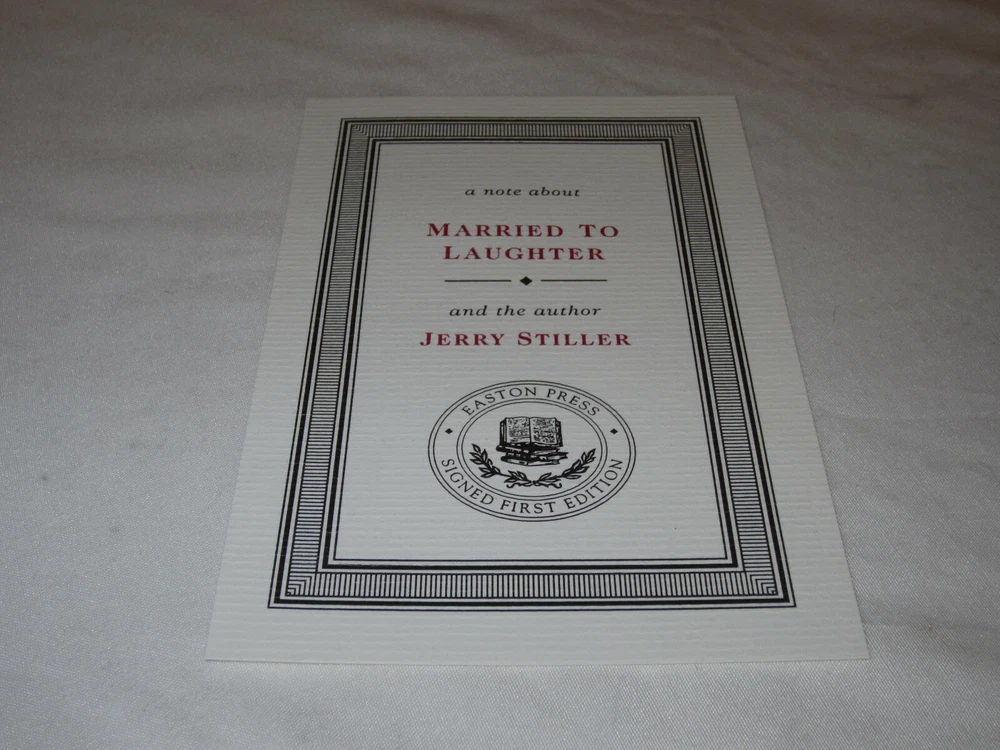 a note about
MARRIED TO
LAUGHTER
and the author
JERRY STILLER
EASTON PRESS
SIGNED FIRST EDITION